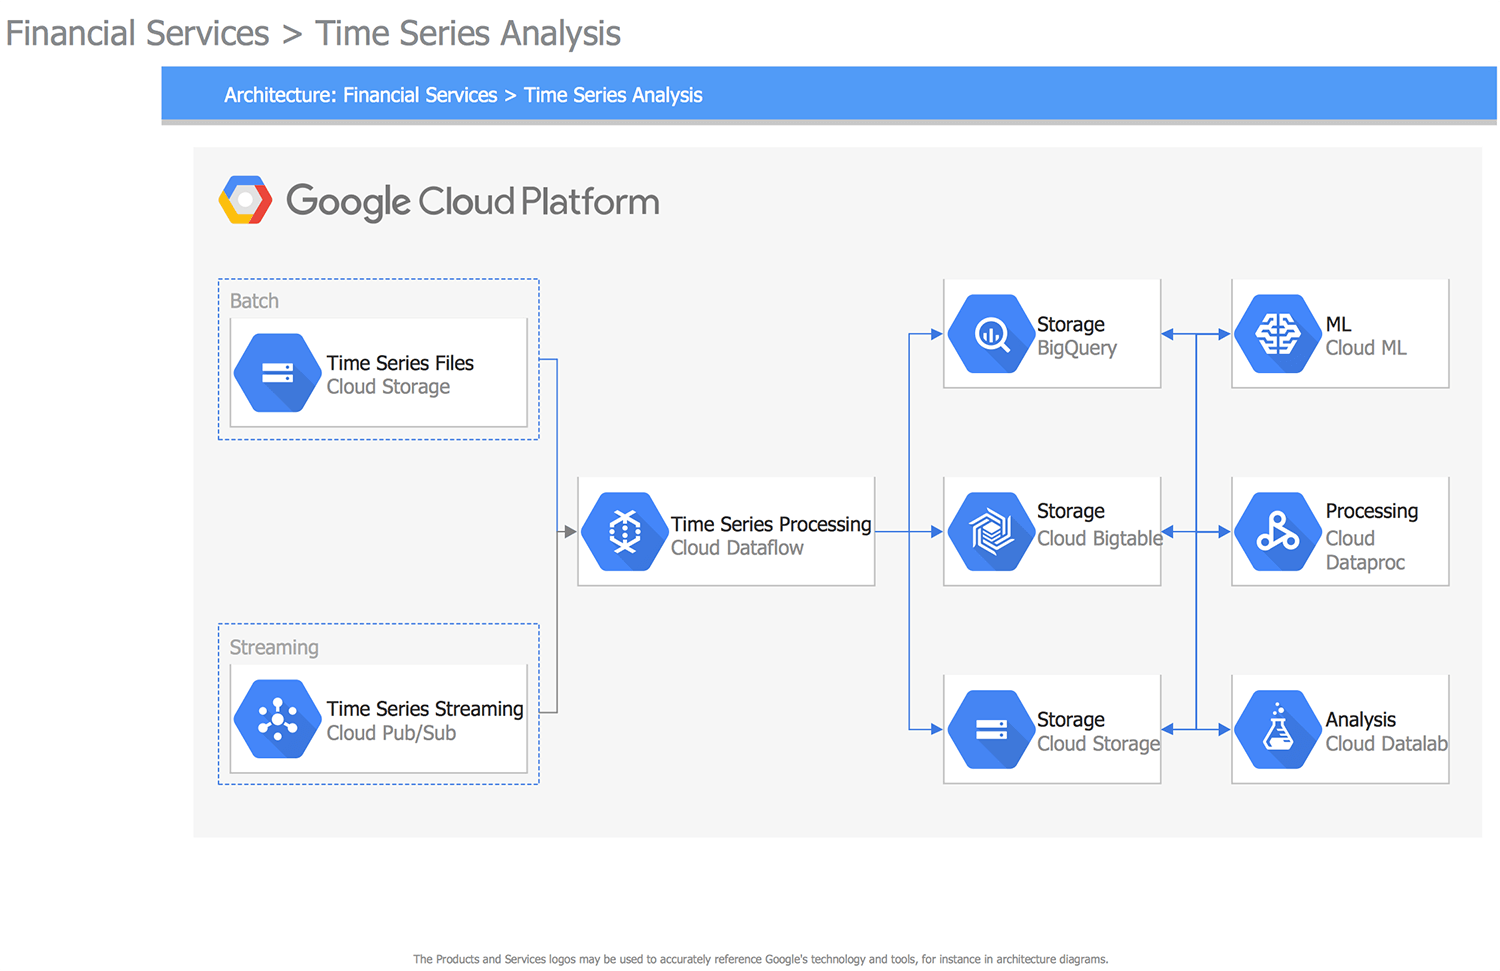 Financial Services > Time Series Analysis
Architecture: Financial Services > Time Series Analysis
Google Cloud Platform
Batch
Time Series Files
Cloud Storage
Streaming
Time Series Streaming
Cloud Pub/Sub
Time Series Processing
Cloud Dataflow
Storage
BigQuery
Storage
Cloud Bigtable
Storage
Cloud Storage
ML
Cloud ML
Processing
Cloud
Dataproc
Analysis
Cloud Datalab
The Products and Services logos may be used to accurately reference Google's technology and tools, for instance in architecture diagrams.